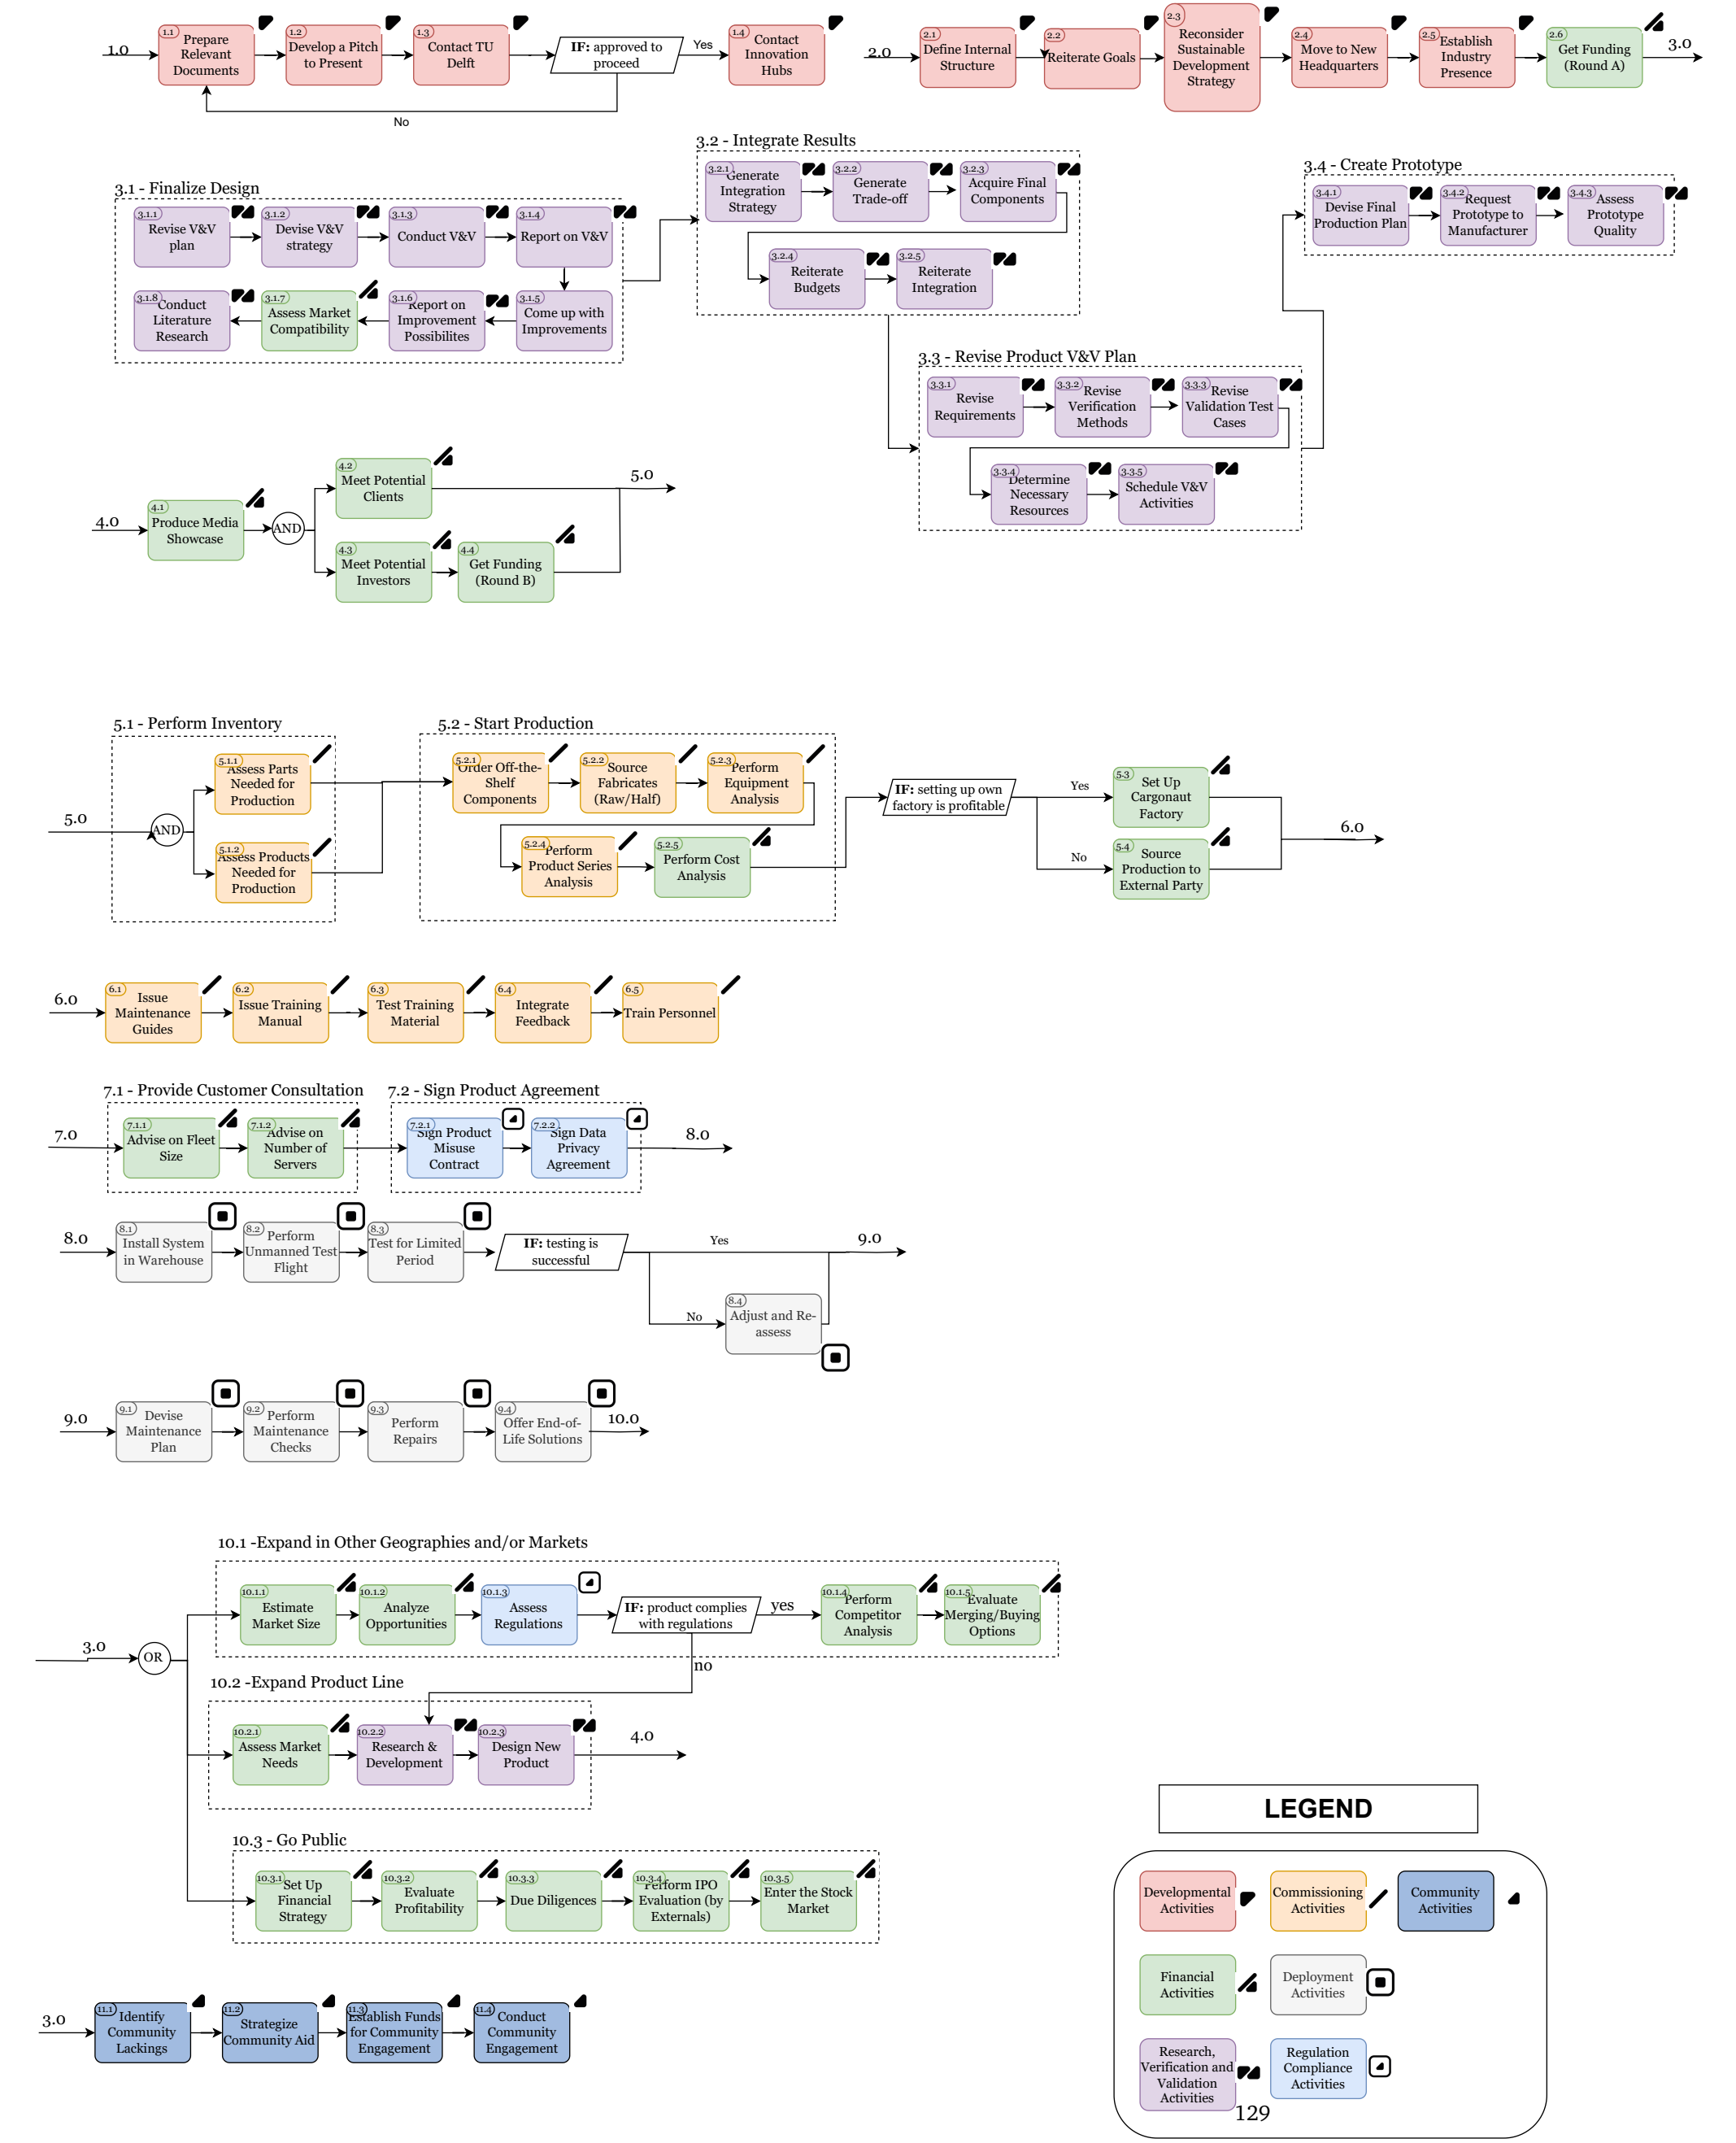 1.0
1.1
Prepare
Relevant
Documents
1.2
Develop a Pitch
to Present
1.3
Contact TU
Delft
IF: approved to
proceed
Yes
No
1.4
Contact
Innovation
Hubs
2.0
2.1
Define Internal
Structure
2.2
Reiterate Goals
2.3
Reconsider
Sustainable
Development
Strategy
2.4
Move to New
Headquarters
2.5
Establish
Industry
Presence
2.6
Get Funding
(Round A)
3.0
3.1 - Finalize Design
3.1.1
Revise V&V
plan
3.1.2
Devise V&V
strategy
3.1.3
Conduct V&V
3.1.4
Report on V&V
3.1.8
Conduct
Literature
Research
3.1.7
Assess Market
Compatibility
3.1.6
Report on
Improvement
Possibilites
3.1.5
Come up with
Improvements
3.2 - Integrate Results
3.2.1
Generate
Integration
Strategy
3.2.2
Generate
Trade-off
3.2.3
Acquire Final
Components
3.2.4
Reiterate
Budgets
3.2.5
Reiterate
Integration
3.3 - Revise Product V&V Plan
3.3.1
Revise
Requirements
3.3.2
Revise
Verification
Methods
3.3.3
Revise
Validation Test
Cases
3.3.4
Determine
Necessary
Resources
3.3.5
Schedule V&V
Activities
3.4 - Create Prototype
3.4.1
Devise Final
Production Plan
3.4.2
Request
Prototype to
Manufacturer
3.4.3
Assess
Prototype
Quality
4.0
4.1
Produce Media
Showcase
AND
4.2
Meet Potential
Clients
4.3
Meet Potential
Investors
4.4
Get Funding
(Round B)
5.0
5.1 - Perform Inventory
5.0
AND
5.1.1
Assess Parts
Needed for
Production
5.1.2
Assess Products
Needed for
Production
5.2 - Start Production
5.2.1
Order Off-the-
Shelf
Components
5.2.2
Source
Fabricates
(Raw/Half)
5.2.3
Perform
Equipment
Analysis
5.2.4
Perform
Product Series
Analysis
5.2.5
Perform Cost
Analysis
IF: setting up own
factory is profitable
Yes
No
5.3
Set Up
Cargonaut
Factory
5.4
Source
Production to
External Party
6.0
6.0
6.1
Issue
Maintenance
Guides
6.2
Issue Training
Manual
6.3
Test Training
Material
6.4
Integrate
Feedback
6.5
Train Personnel
7.1 - Provide Customer Consultation
7.0
7.1.1
Advise on Fleet
Size
7.1.2
Advise on
Number of
Servers
7.2 - Sign Product Agreement
7.2.1
Sign Product
Misuse
Contract
7.2.2
Sign Data
Privacy
Agreement
8.0
8.0
8.1
Install System
in Warehouse
8.2
Perform
Unmanned Test
Flight
8.3
Test for Limited
Period
IF: testing is
successful
Yes
No
8.4
Adjust and Re-
assess
9.0
9.0
9.1
Devise
Maintenance
Plan
9.2
Perform
Maintenance
Checks
9.3
Perform
Repairs
9.4
Offer End-of-
Life Solutions
10.0
10.1 -Expand in Other Geographies and/or Markets
10.1.1
Estimate
Market Size
10.1.2
Analyze
Opportunities
10.1.3
Assess
Regulations
IF: product complies
with regulations
yes
no
10.1.4
Perform
Competitor
Analysis
10.1.5
Evaluate
Merging/Buying
Options
3.0
OR
10.2 -Expand Product Line
10.2.1
Assess Market
Needs
10.2.2
Research &
Development
10.2.3
Design New
Product
4.0
10.3 - Go Public
10.3.1
Set Up
Financial
Strategy
10.3.2
Evaluate
Profitability
10.3.3
Due Diligences
10.3.4
Perform IPO
Evaluation (by
Externals)
10.3.5
Enter the Stock
Market
3.0
11.1
Identify
Community
Lackings
11.2
Strategize
Community Aid
11.3
Establish Funds
for Community
Engagement
11.4
Conduct
Community
Engagement
LEGEND
Developmental
Activities
Commissioning
Activities
Community
Activities
Financial
Activities
Deployment
Activities
Research,
Verification and
Validation
Activities
Regulation
Compliance
Activities
129